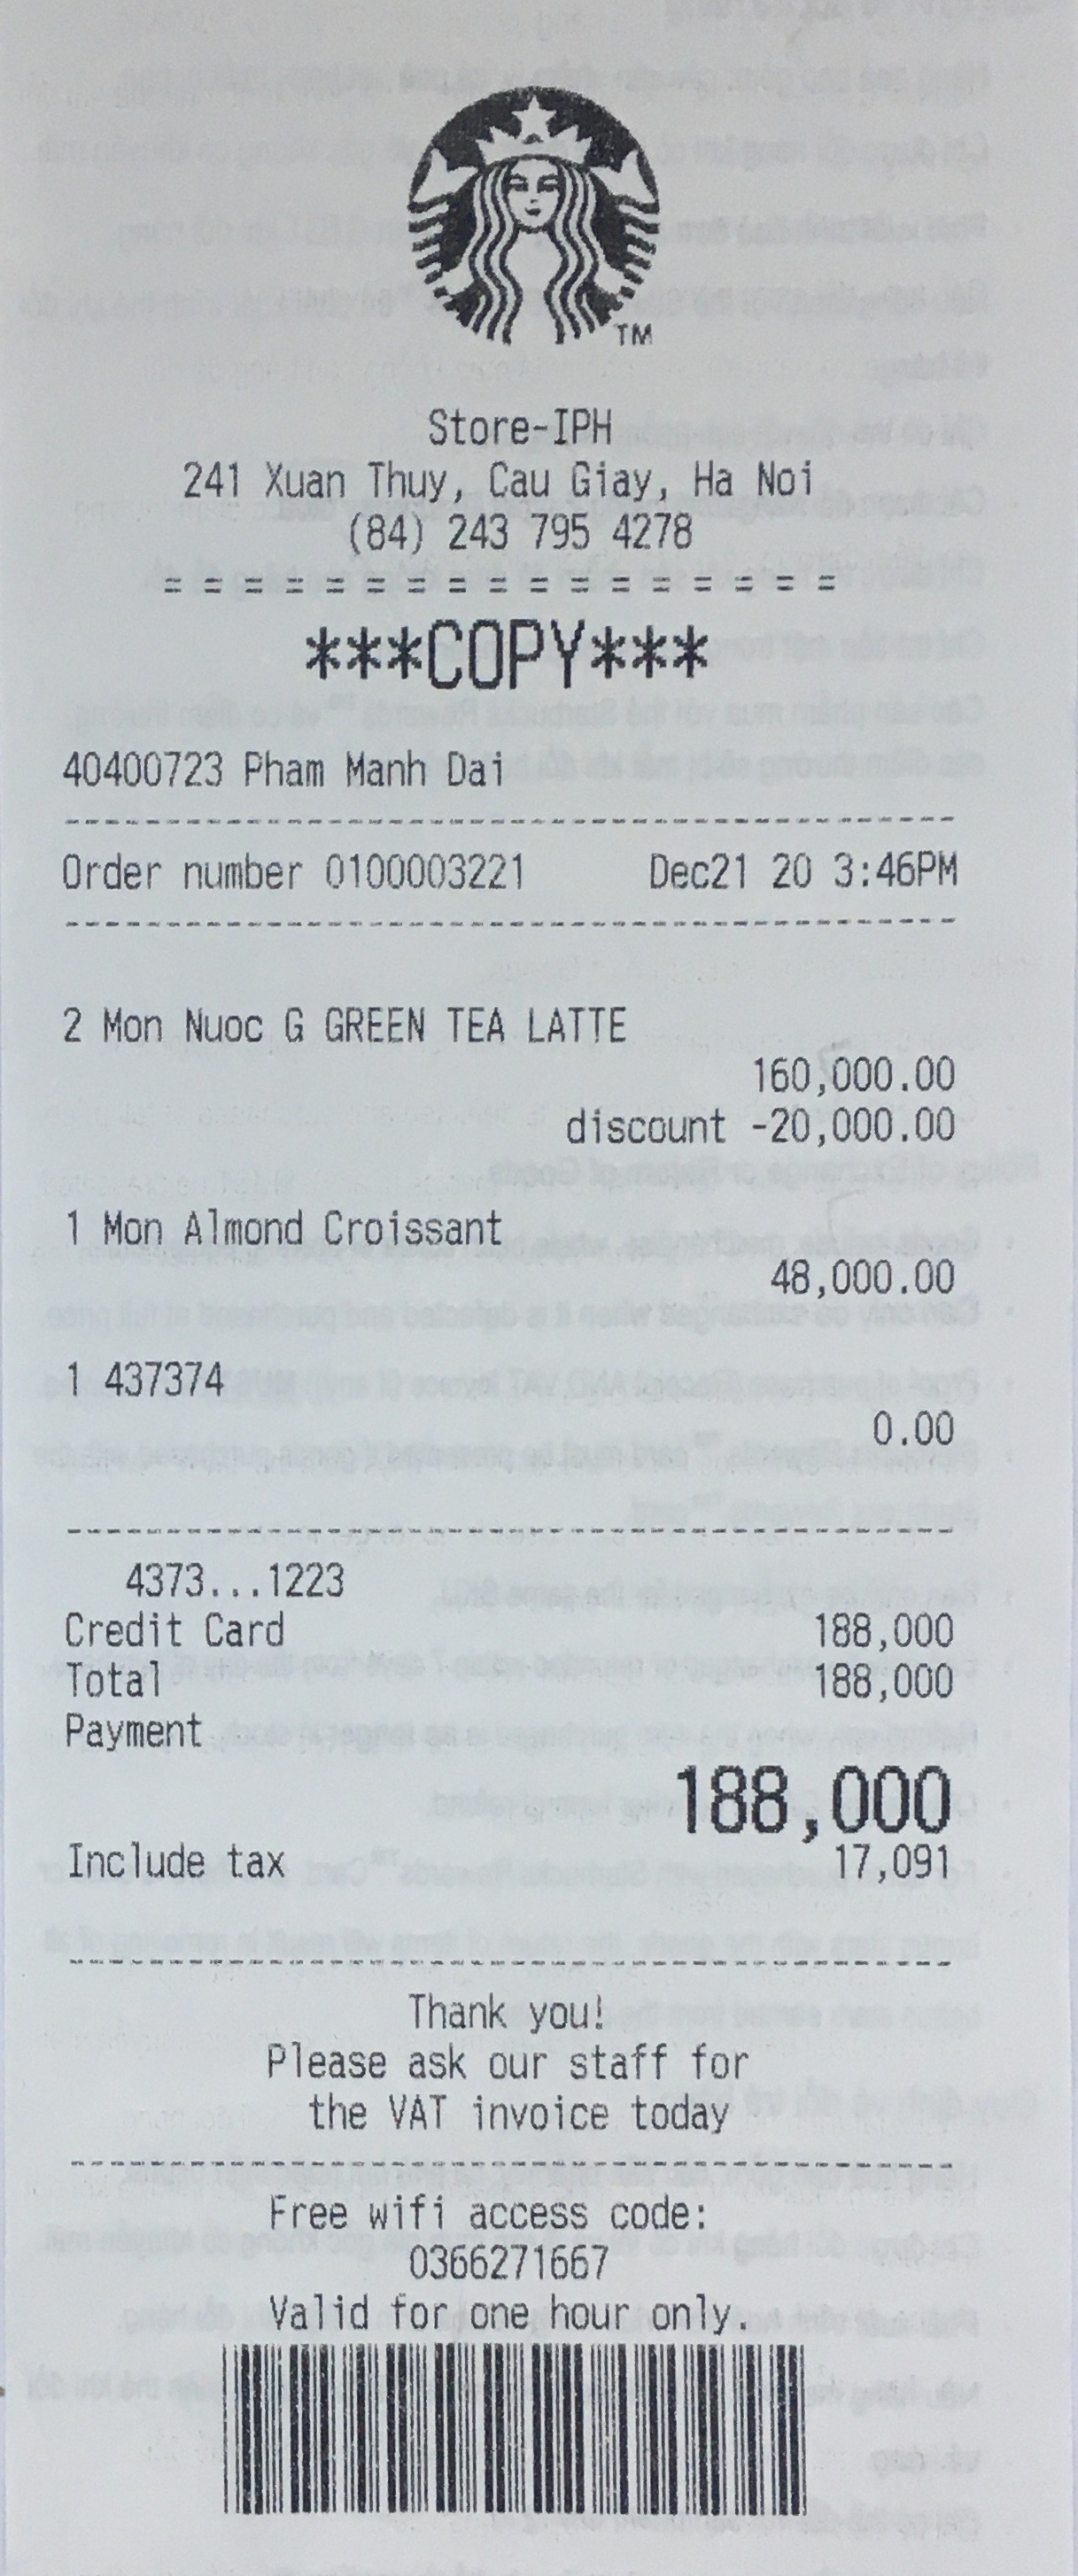 TM
Store-IPH
241 Xuan Thuy, Cau Giay, Ha Noi
(84) 243 795 4278
= = = = = = = = = = = = = = = = = = = =
***COPY***
40400723 Pham Manh Dai
Order number 0100003221 Dec21 20 3:46PM
2 Mon Nuoc G GREEN TEA LATTE
160,000.00
discount -20,000.00
1 Mon Almond Croissant
48,000.00
1 437374
0.00
4373...1223
Credit Card 188,000
Total 188,000
Payment
188,000
Include tax 17,091
Thank you!
Please ask our staff for
the VAT invoice today
Free wifi access code:
0366271667
Valid for one hour only.